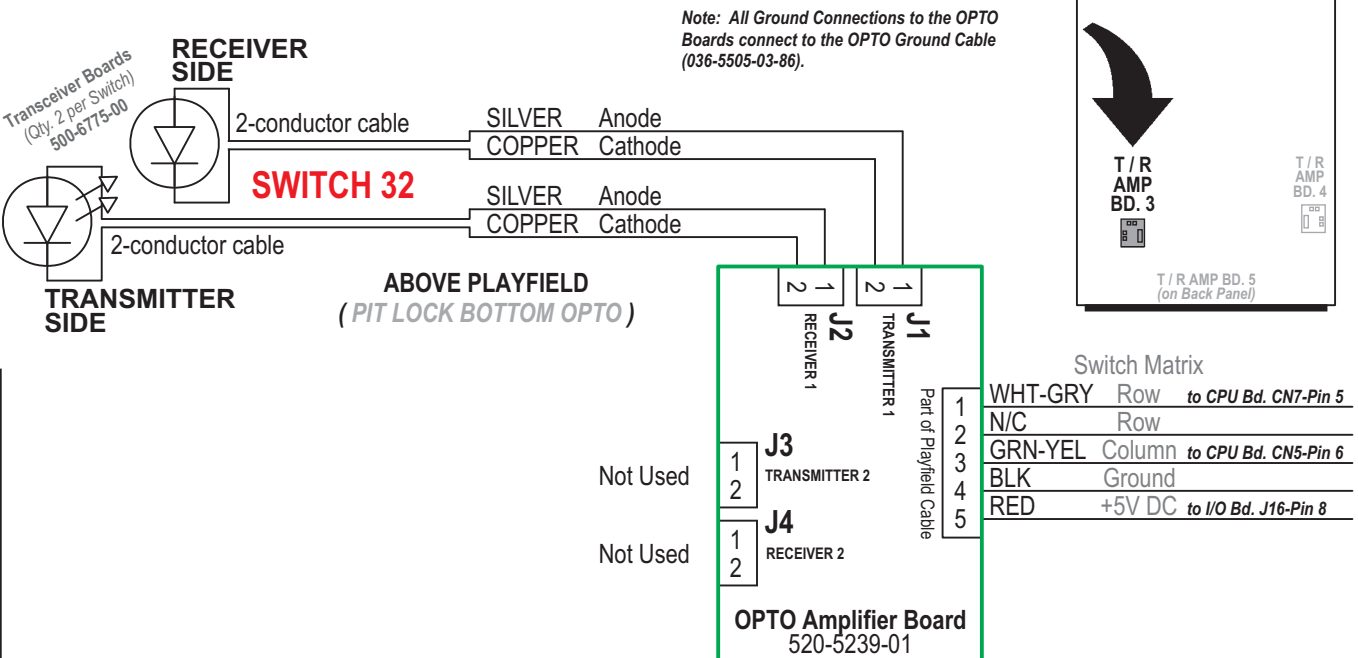 Note: All Ground Connections to the OPTO
Boards connect to the OPTO Ground Cable
(036-5505-03-86).
Transceiver Boards
(Qty. 2 per Switch)
500-6775-00
RECEIVER
SIDE
2-conductor cable
SILVER Anode
COPPER Cathode
SWITCH 32
SILVER Anode
COPPER Cathode
2-conductor cable
TRANSMITTER
SIDE
ABOVE PLAYFIELD
( PIT LOCK BOTTOM OPTO )
T / R
AMP
BD. 3
T / R
AMP
BD. 4
T / R AMP BD. 5
(on Back Panel)
2 1
J2
RECEIVER 1
2 1
J1
TRANSMITTER 1
Switch Matrix
Part of Playfield Cable
1 WHT-GRY Row to CPU Bd. CN7-Pin 5
2 N/C Row
3 GRN-YEL Column to CPU Bd. CN5-Pin 6
4 BLK Ground
5 RED +5V DC to I/O Bd. J16-Pin 8
Not Used
1
2
J3
TRANSMITTER 2
Not Used
1
2
J4
RECEIVER 2
OPTO Amplifier Board
520-5239-01